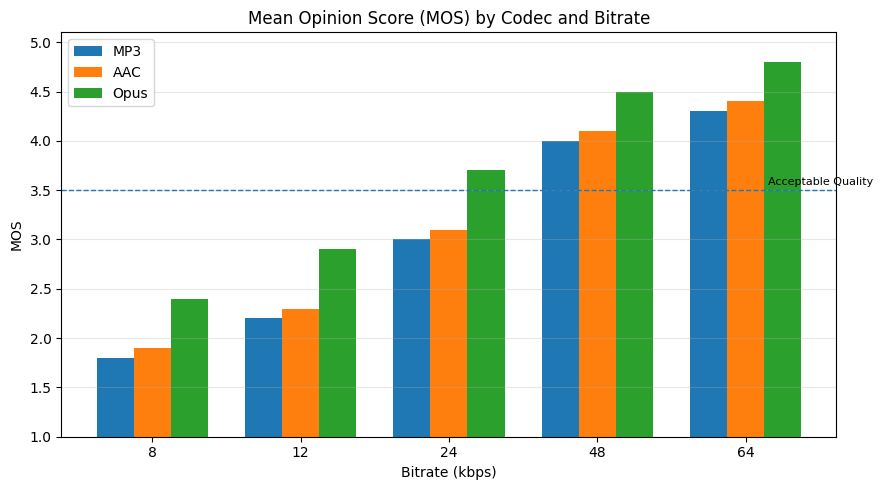 Mean Opinion Score (MOS) by Codec and Bitrate
MP3
AAC
Opus
5.0
4.5
4.0
3.5
3.0
2.5
2.0
1.5
1.0
MOS
Acceptable Quality
8 12 24 48 64
Bitrate (kbps)